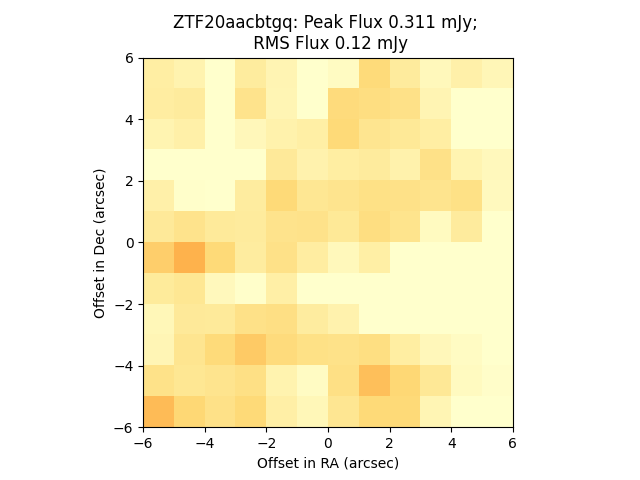 ZTF20aacbtgq: Peak Flux 0.311 mJy;
RMS Flux 0.12 mJy
6
4
2
0
−2
−4
−6
Offset in Dec (arcsec)
−6 −4 −2 0 2 4 6
Offset in RA (arcsec)